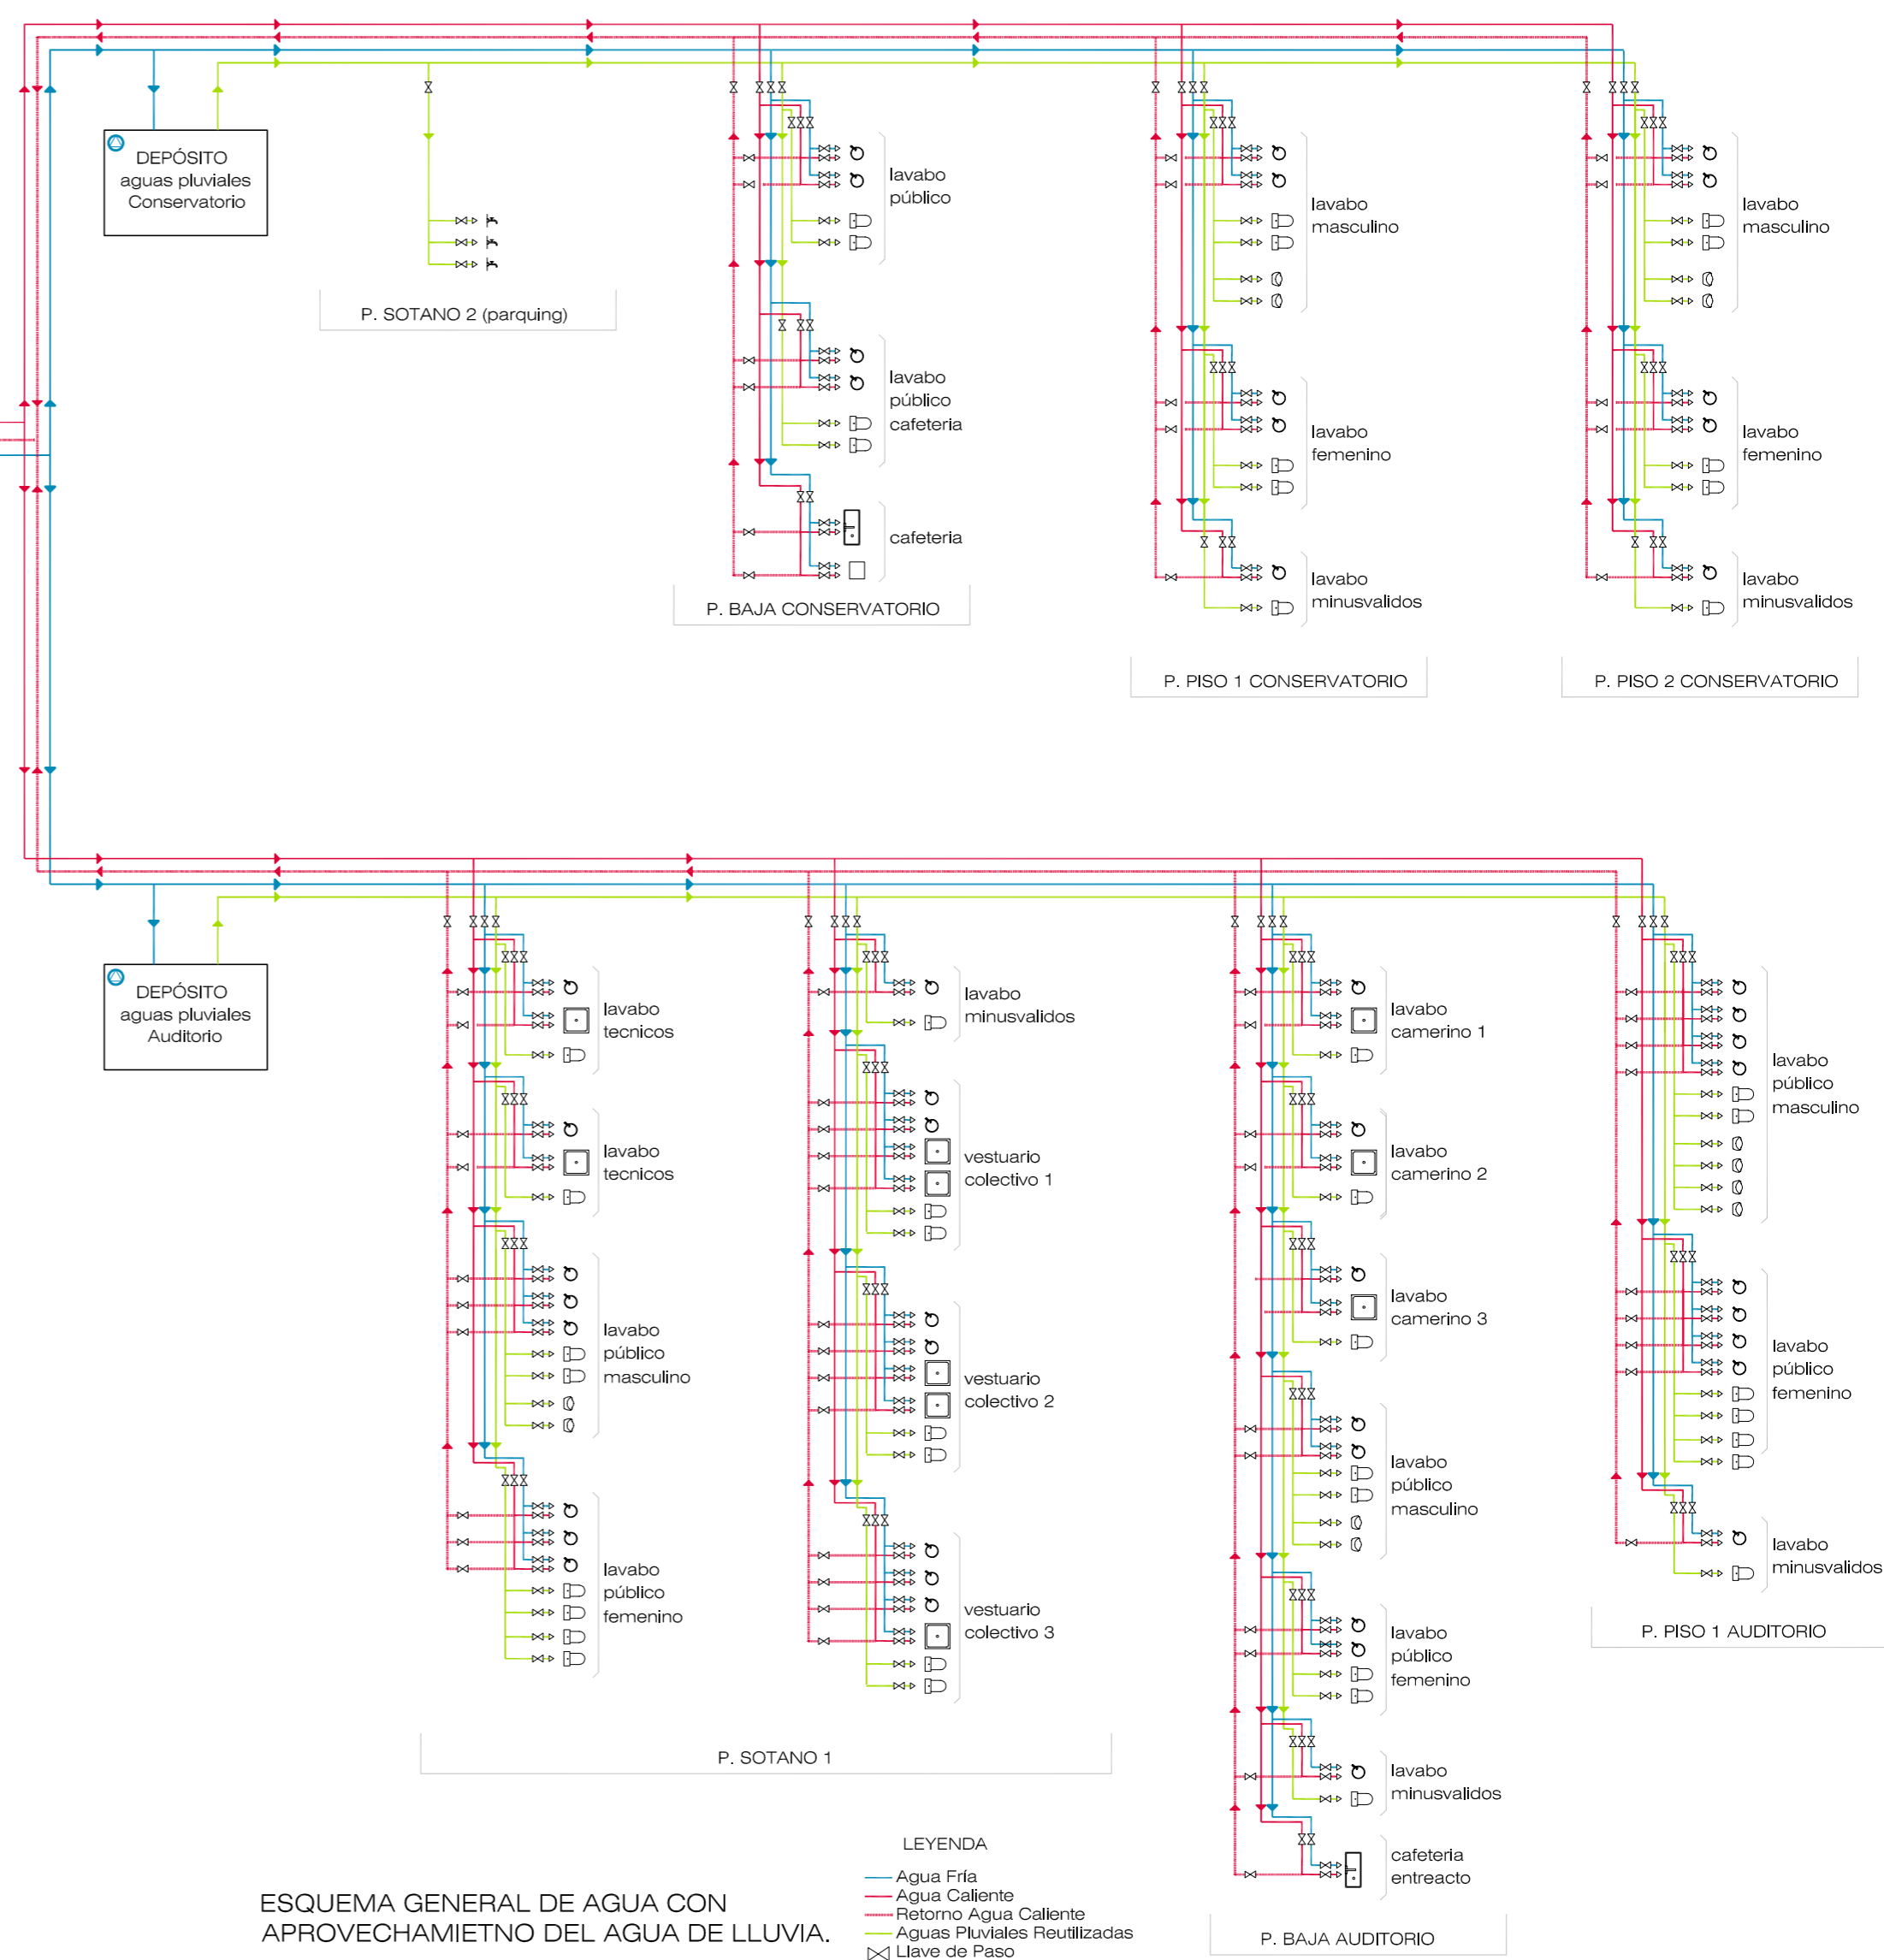 DEPÓSITO
aguas pluviales
Conservatorio
P. SOTANO 2 (parquing)
lavabo
público
lavabo
público
cafeteria
cafeteria
P. BAJA CONSERVATORIO
lavabo
masculino
lavabo
femenino
lavabo
minusvalidos
P. PISO 1 CONSERVATORIO
lavabo
masculino
lavabo
femenino
lavabo
minusvalidos
P. PISO 2 CONSERVATORIO
DEPÓSITO
aguas pluviales
Auditorio
lavabo
tecnicos
lavabo
tecnicos
lavabo
público
masculino
lavabo
público
femenino
lavabo
minusvalidos
vestuario
colectivo 1
vestuario
colectivo 2
vestuario
colectivo 3
P. SOTANO 1
lavabo
camerino 1
lavabo
camerino 2
lavabo
camerino 3
lavabo
público
masculino
lavabo
público
femenino
lavabo
minusvalidos
cafeteria
entreacto
P. BAJA AUDITORIO
lavabo
público
masculino
lavabo
público
femenino
lavabo
minusvalidos
P. PISO 1 AUDITORIO
ESQUEMA GENERAL DE AGUA CON
APROVECHAMIETNO DEL AGUA DE LLUVIA.
LEYENDA
Agua Fría
Agua Caliente
Retorno Agua Caliente
Aguas Pluviales Reutilizadas
Llave de Paso